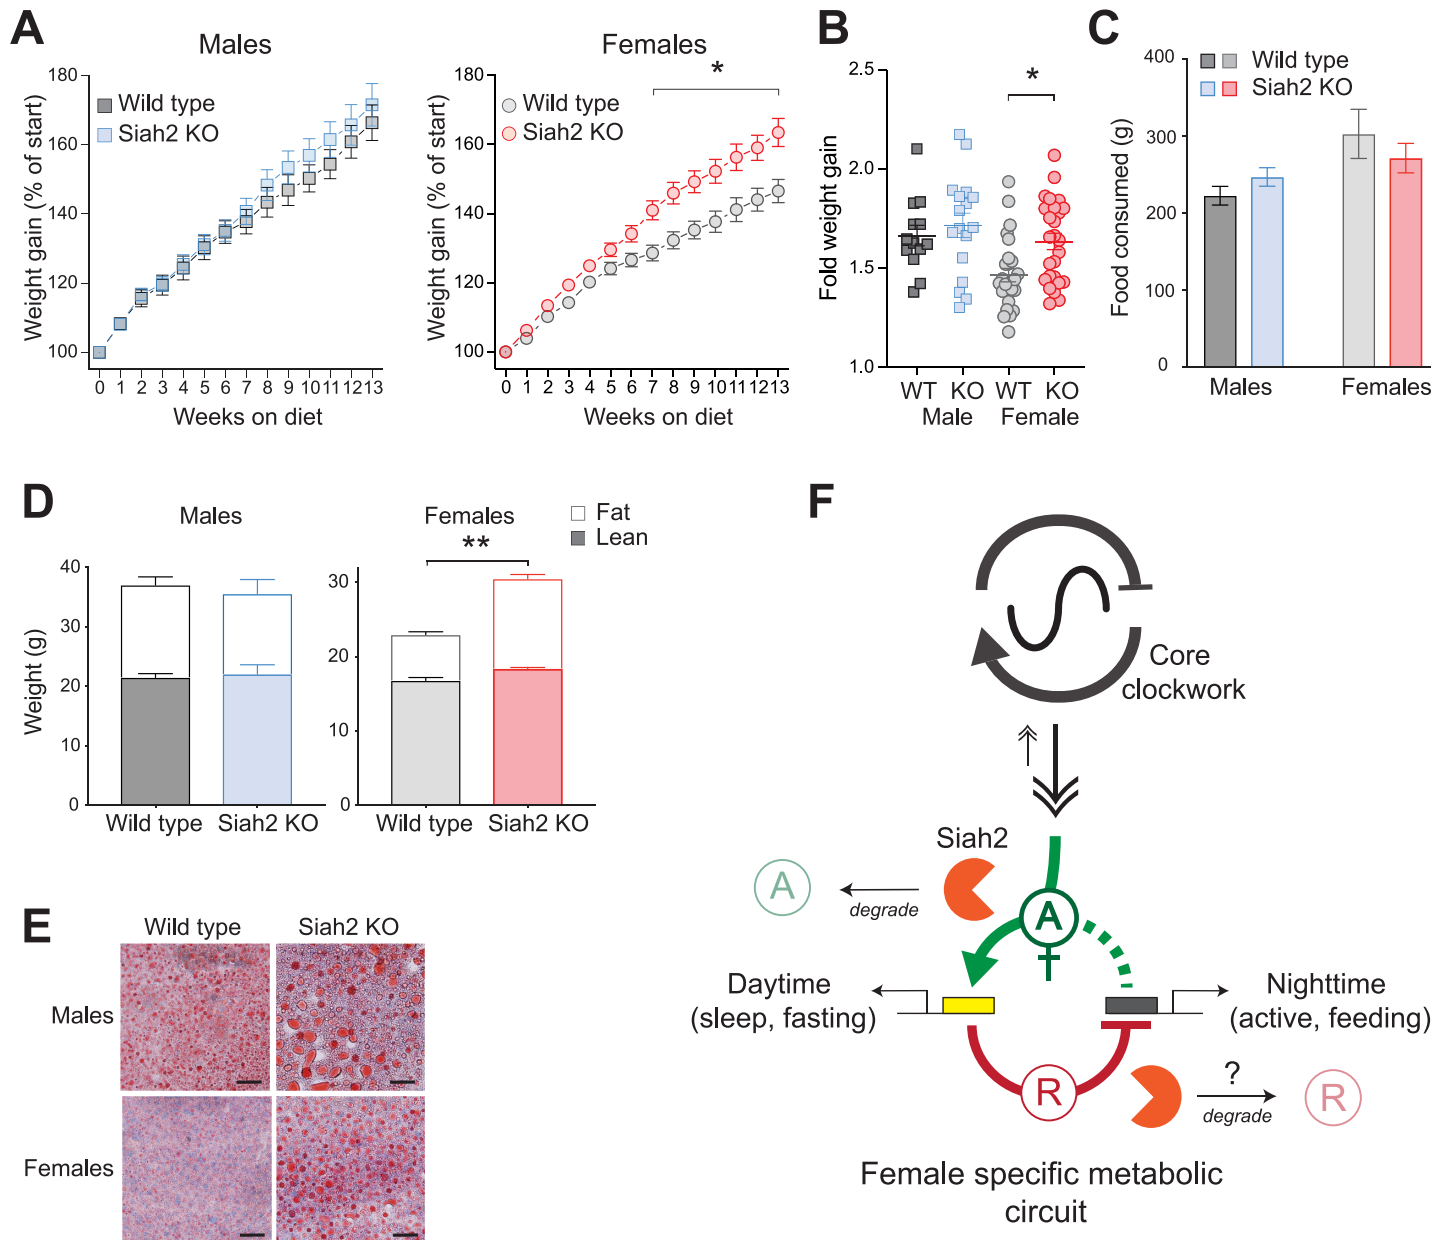 A
Males
Weight gain (% of start)
180
160
140
120
100
Wild type
Siah2 KO
0 1 2 3 4 5 6 7 8 9 10 11 12 13
Weeks on diet
Females
*
Weight gain (% of start)
180
160
140
120
100
Wild type
Siah2 KO
0 1 2 3 4 5 6 7 8 9 10 11 12 13
Weeks on diet
B
Fold weight gain
2.5
2.0
1.5
1.0
*
WT KO WT KO
Male Female
C
Food consumed (g)
400
300
200
100
0
Wild type
Siah2 KO
Males Females
D
Males
Females
Fat
Lean
**
Weight (g)
40
30
20
10
0
Wild type Siah2 KO
30
20
10
0
Wild type Siah2 KO
E
Wild type Siah2 KO
Males
Females
F
Core
clockwork
Siah2
A
degrade
A
Daytime
(sleep, fasting)
Nighttime
(active, feeding)
R
?
degrade
R
Female specific metabolic
circuit